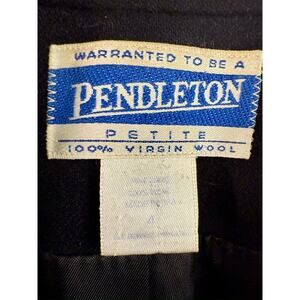 WARRANTED TO BE A
PENDLETON
PETITE
100% VIRGIN WOOL
4